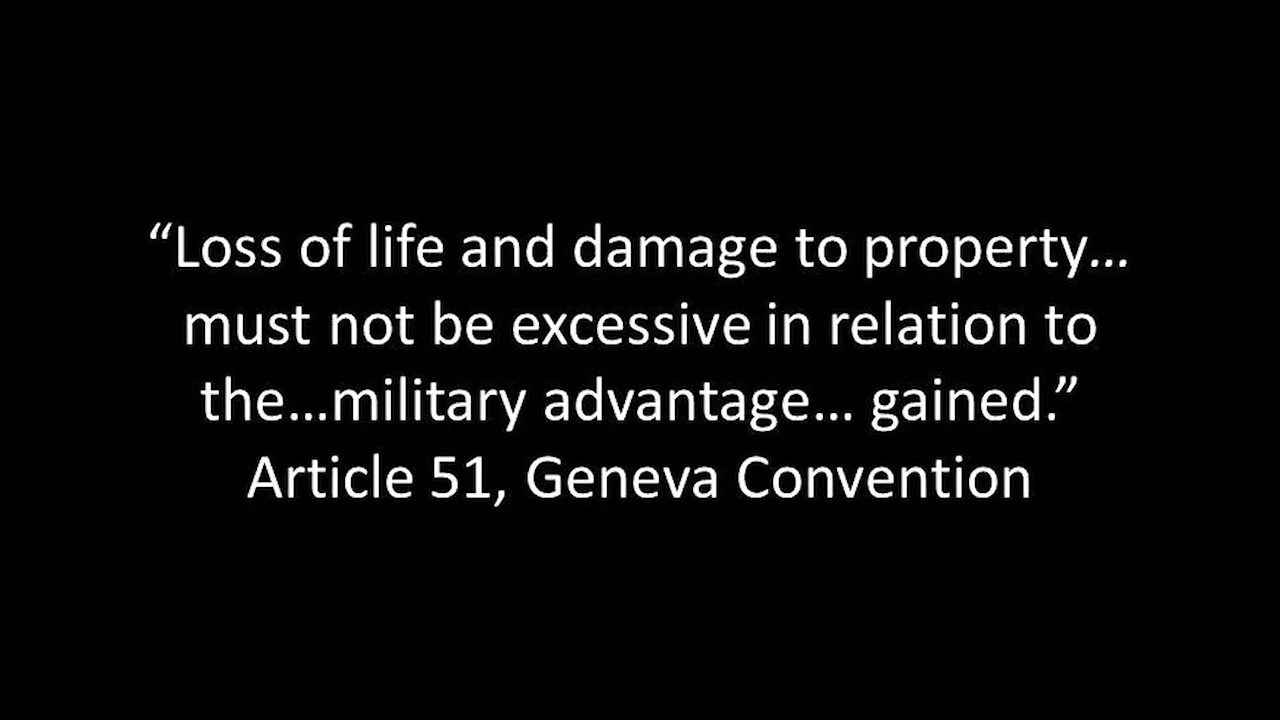 “Loss of life and damage to property…
must not be excessive in relation to
the…military advantage… gained.”
Article 51, Geneva Convention